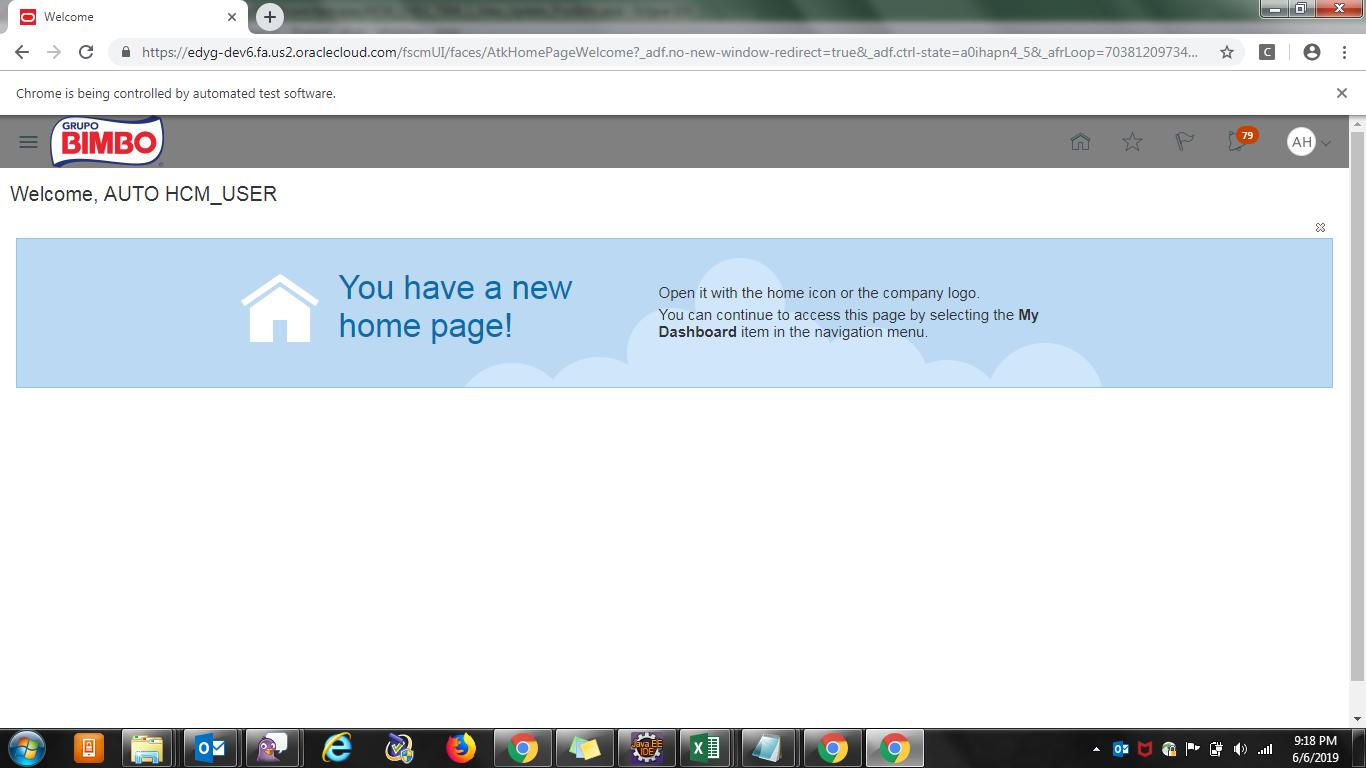 Welcome
https://edyg-dev6.fa.us2.oraclecloud.com/fscmUI/faces/AtkHomePageWelcome?_adf.no-new-window-redirect=true&_adf.ctrl-state=a0ihapn4_5&_afrLoop=70381209734...
C
Chrome is being controlled by automated test software.
GRUPO
BIMBO
79
AH
Welcome, AUTO HCM_USER
You have a new
home page!
Open it with the home icon or the company logo.
You can continue to access this page by selecting the My
Dashboard item in the navigation menu.
Java EE
IDE
9:18 PM
6/6/2019